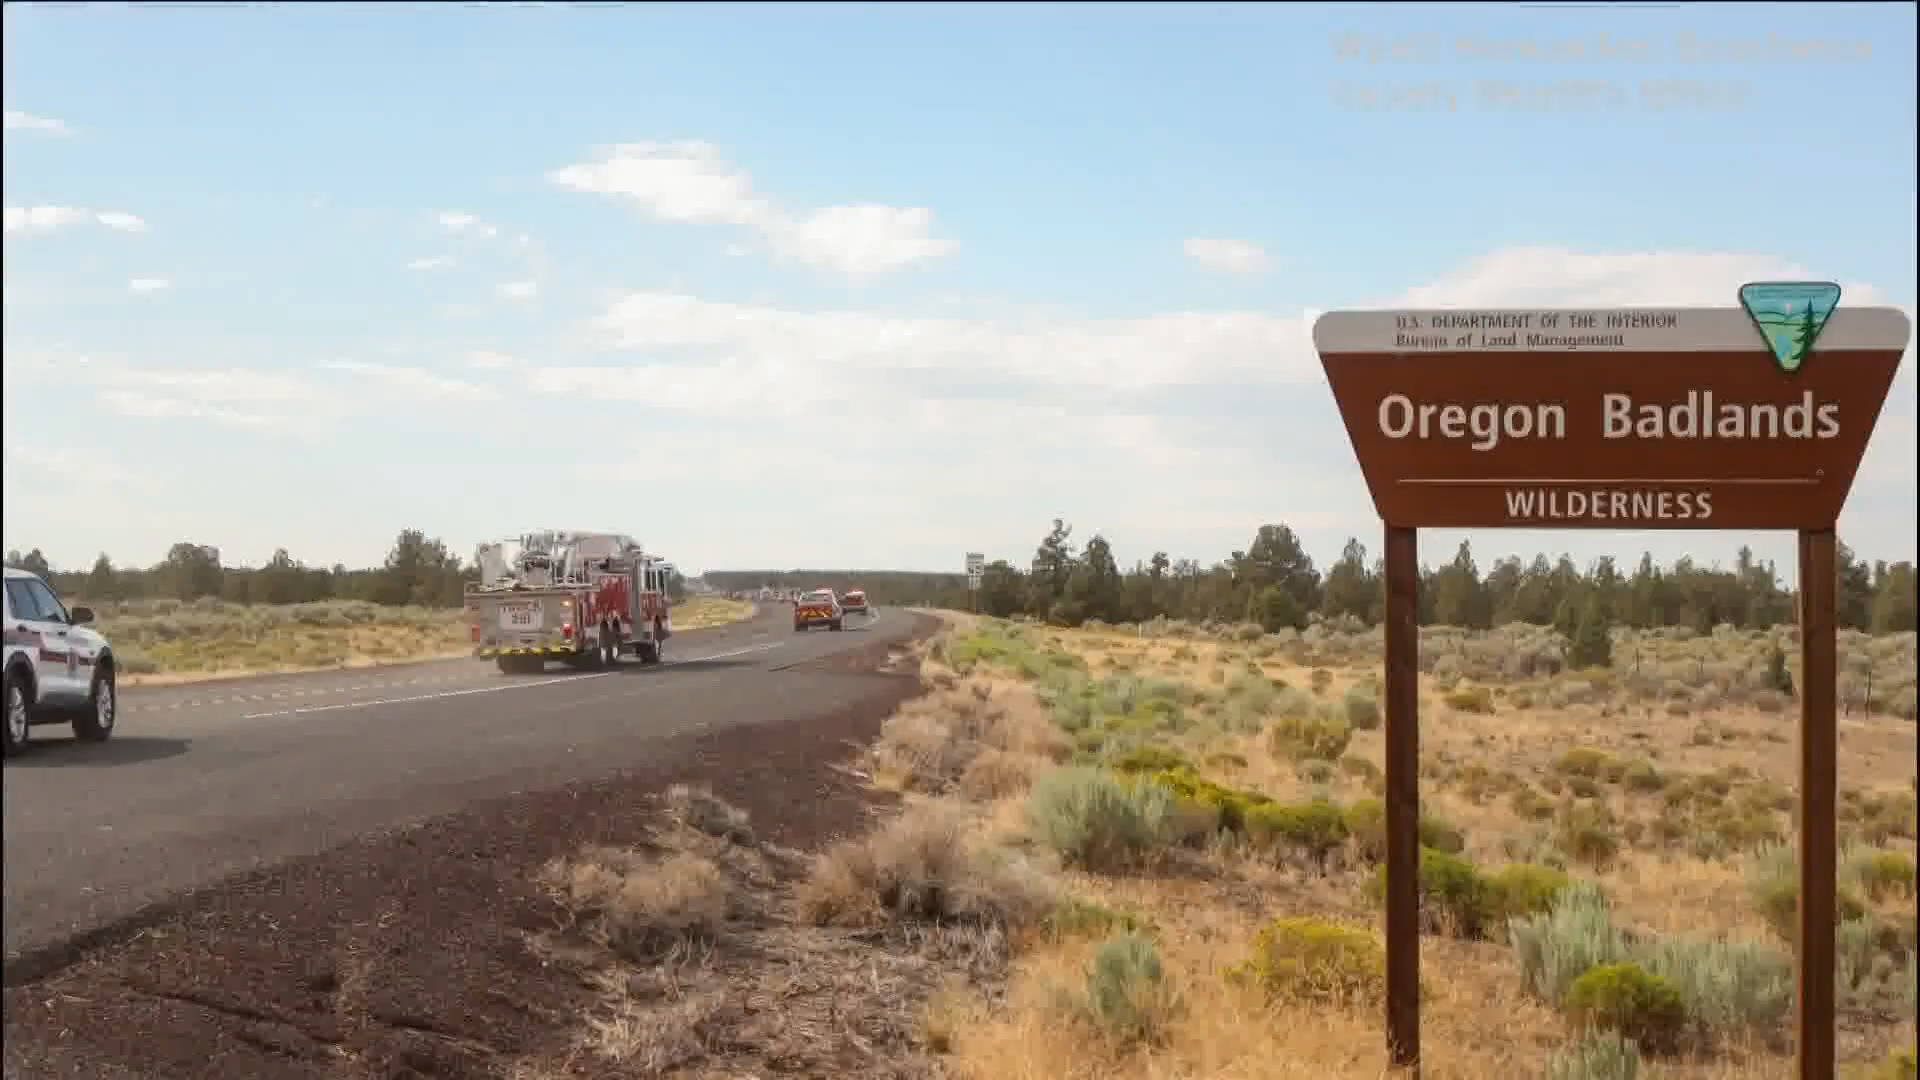 U.S. DEPARTMENT OF THE INTERIOR
Bureau of Land Management
Oregon Badlands
WILDERNESS